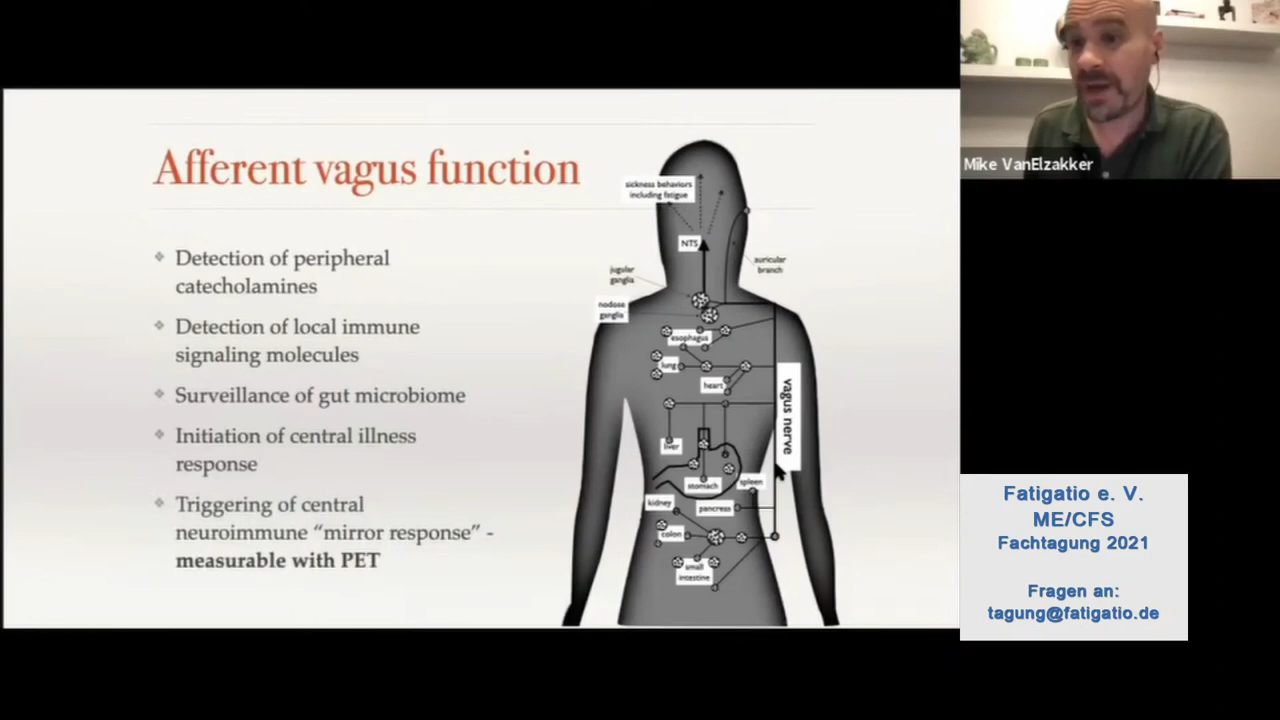 Afferent vagus function
Detection of peripheral
catecholamines
Detection of local immune
signaling molecules
Surveillance of gut microbiome
Initiation of central illness
response
Triggering of central
neuroimmune “mirror response” -
measurable with PET
sickness behaviors
including fatigue
NTS
auricular
branch
jugular
ganglia
nodose
ganglia
esophagus
lung
heart
vagus nerve
liver
stomach
spleen
kidney
pancreas
colon
small
intestine
Mike VanElzakker
Fatigatio e. V.
ME/CFS
Fachtagung 2021
Fragen an:
tagung@fatigatio.de